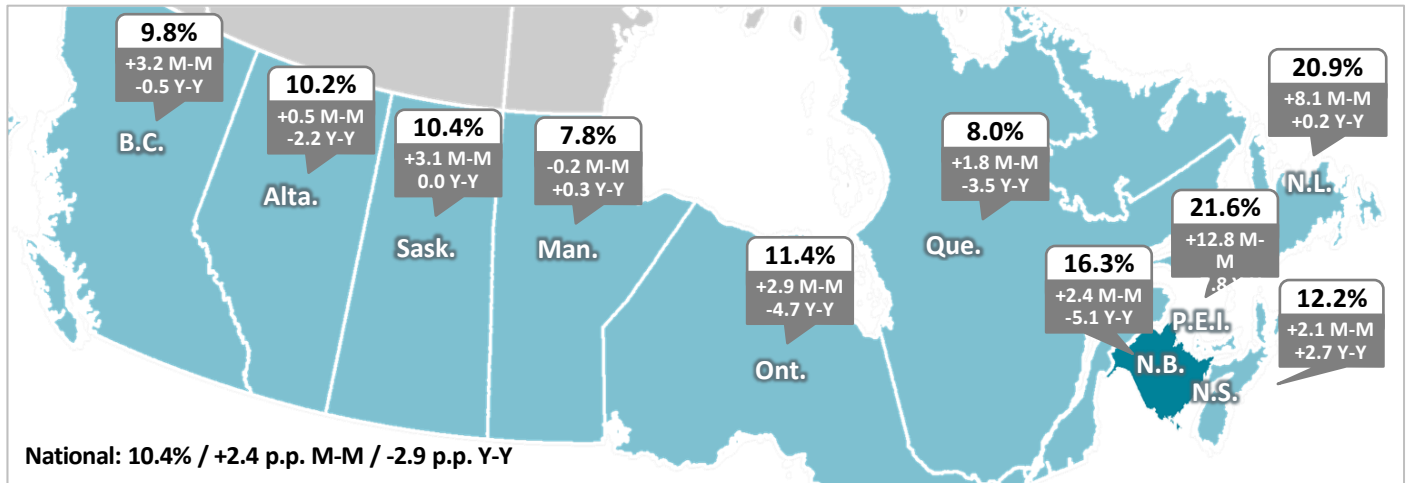 9.8%
+3.2 M-M
-0.5 Y-Y
B.C.
10.2%
+0.5 M-M
-2.2 Y-Y
Alta.
10.4%
+3.1 M-M
0.0 Y-Y
Sask.
7.8%
-0.2 M-M
+0.3 Y-Y
Man.
11.4%
+2.9 M-M
-4.7 Y-Y
Ont.
8.0%
+1.8 M-M
-3.5 Y-Y
Que.
20.9%
+8.1 M-M
+0.2 Y-Y
N.L.
21.6%
+12.8 M-
M
P.E.I.
16.3%
+2.4 M-M
-5.1 Y-Y
N.B.
12.2%
+2.1 M-M
+2.7 Y-Y
N.S.
National: 10.4% / +2.4 p.p. M-M / -2.9 p.p. Y-Y